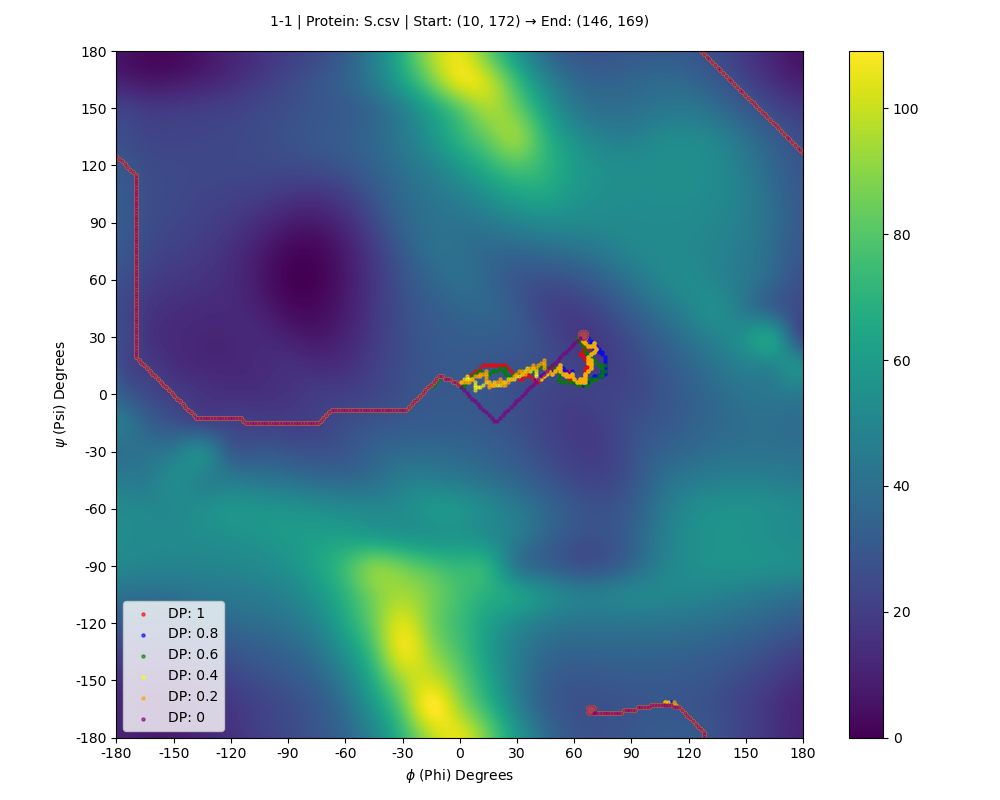 1-1 | Protein: S.csv | Start: (10, 172) → End: (146, 169)
180
150
120
90
60
30
0
-30
-60
-90
-120
-150
-180
ψ (Psi) Degrees
-180 -150 -120 -90 -60 -30 0 30 60 90 120 150 180
ϕ (Phi) Degrees
DP: 1
DP: 0.8
DP: 0.6
DP: 0.4
DP: 0.2
DP: 0
100
80
60
40
20
0